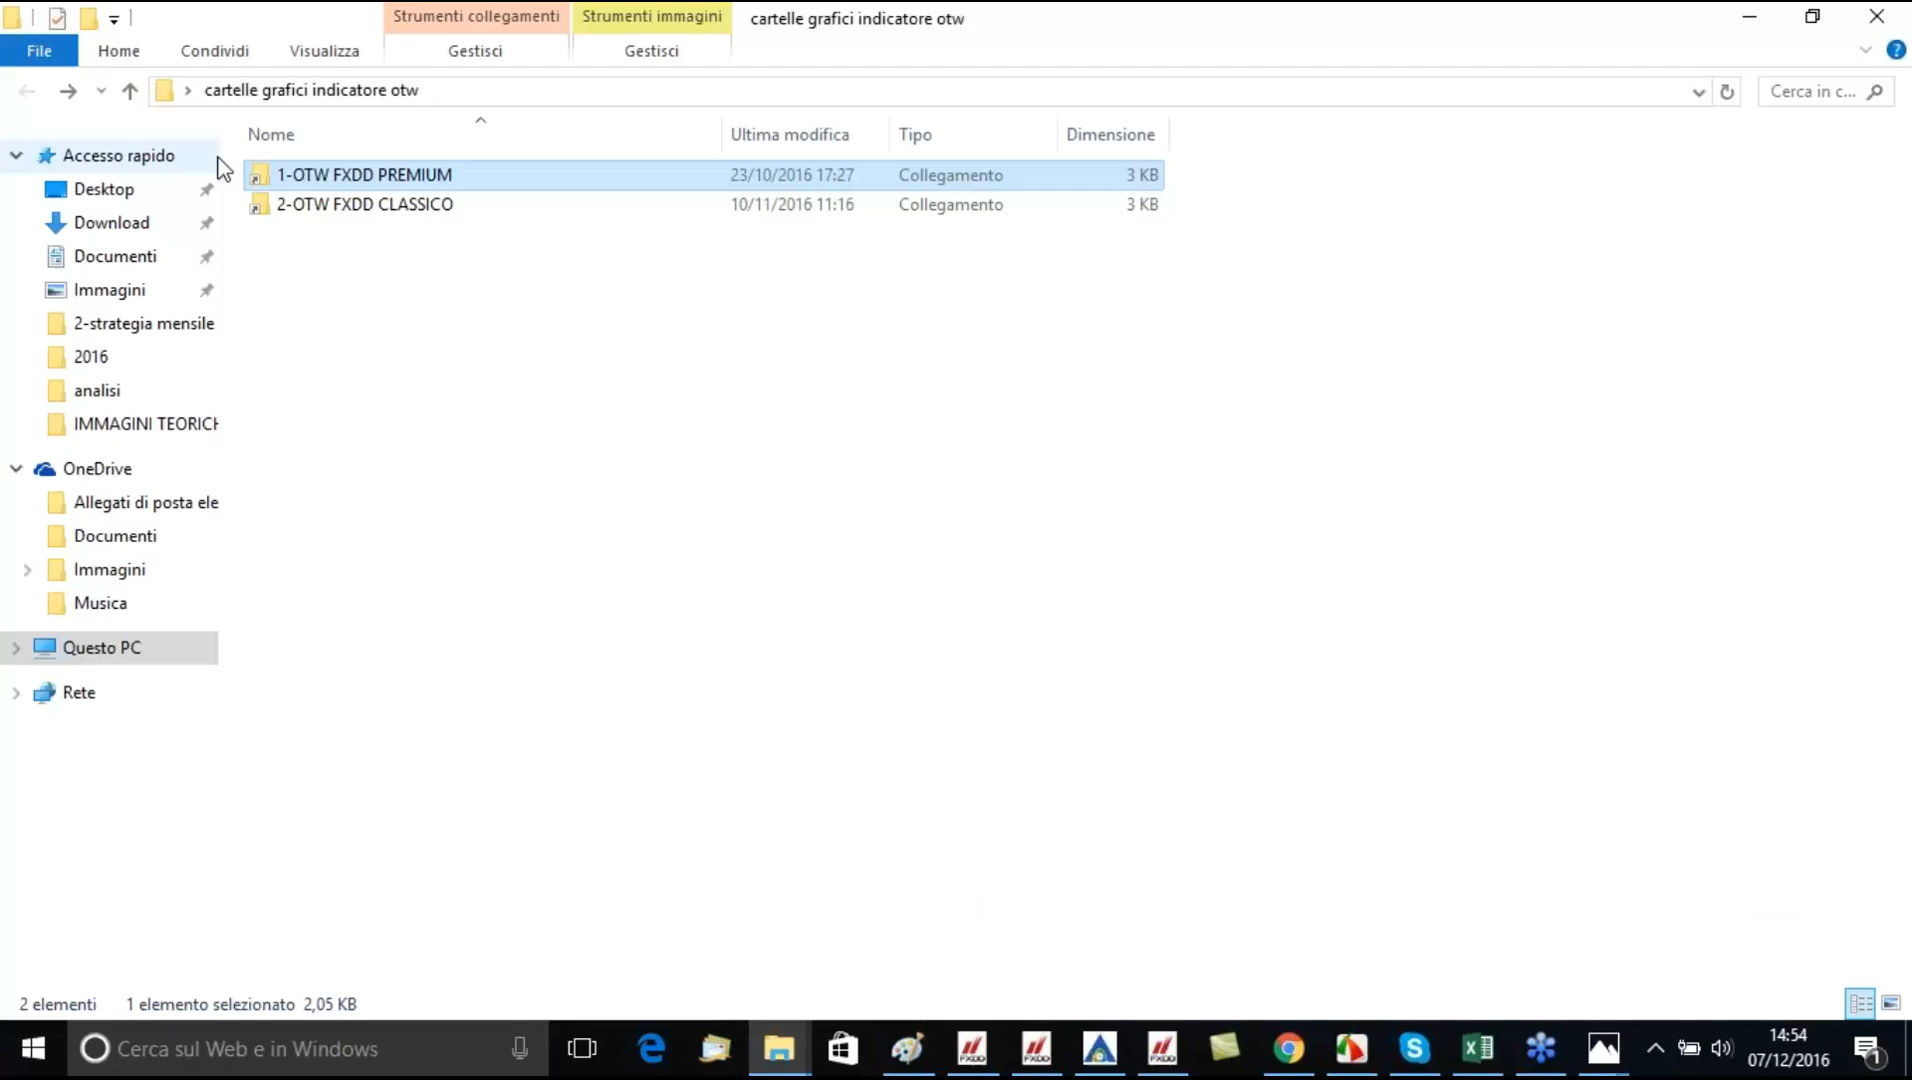 Strumenti collegamenti Strumenti immagini cartelle grafici indicatore otw
File Home Condividi Visualizza Gestisci Gestisci
cartelle grafici indicatore otw Cerca in c...
Nome Ultima modifica Tipo Dimensione
Accesso rapido
1-OTW FXDD PREMIUM 23/10/2016 17:27 Collegamento 3 KB
Desktop
2-OTW FXDD CLASSICO 10/11/2016 11:16 Collegamento 3 KB
Download
Documenti
Immagini
2-strategia mensile
2016
analisi
IMMAGINI TEORICH
OneDrive
Allegati di posta ele
Documenti
Immagini
Musica
Questo PC
Rete
2 elementi 1 elemento selezionato 2,05 KB
Cerca sul Web e in Windows
FXDD FXDD FXDD
14:54
07/12/2016
1